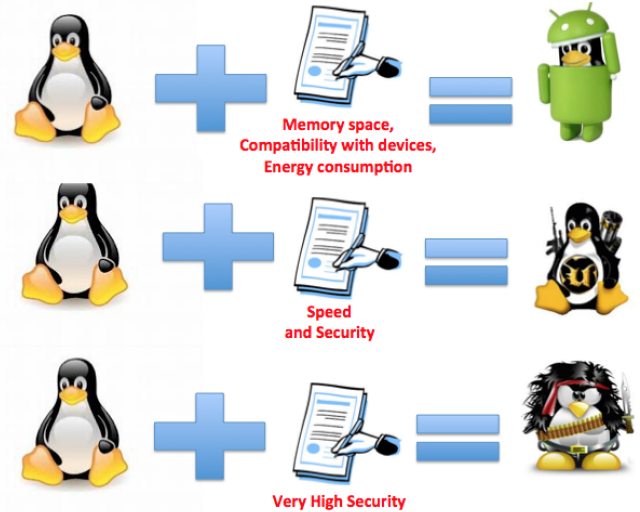 Memory space,
Compatibility with devices,
Energy consumption
Speed
and Security
Very High Security